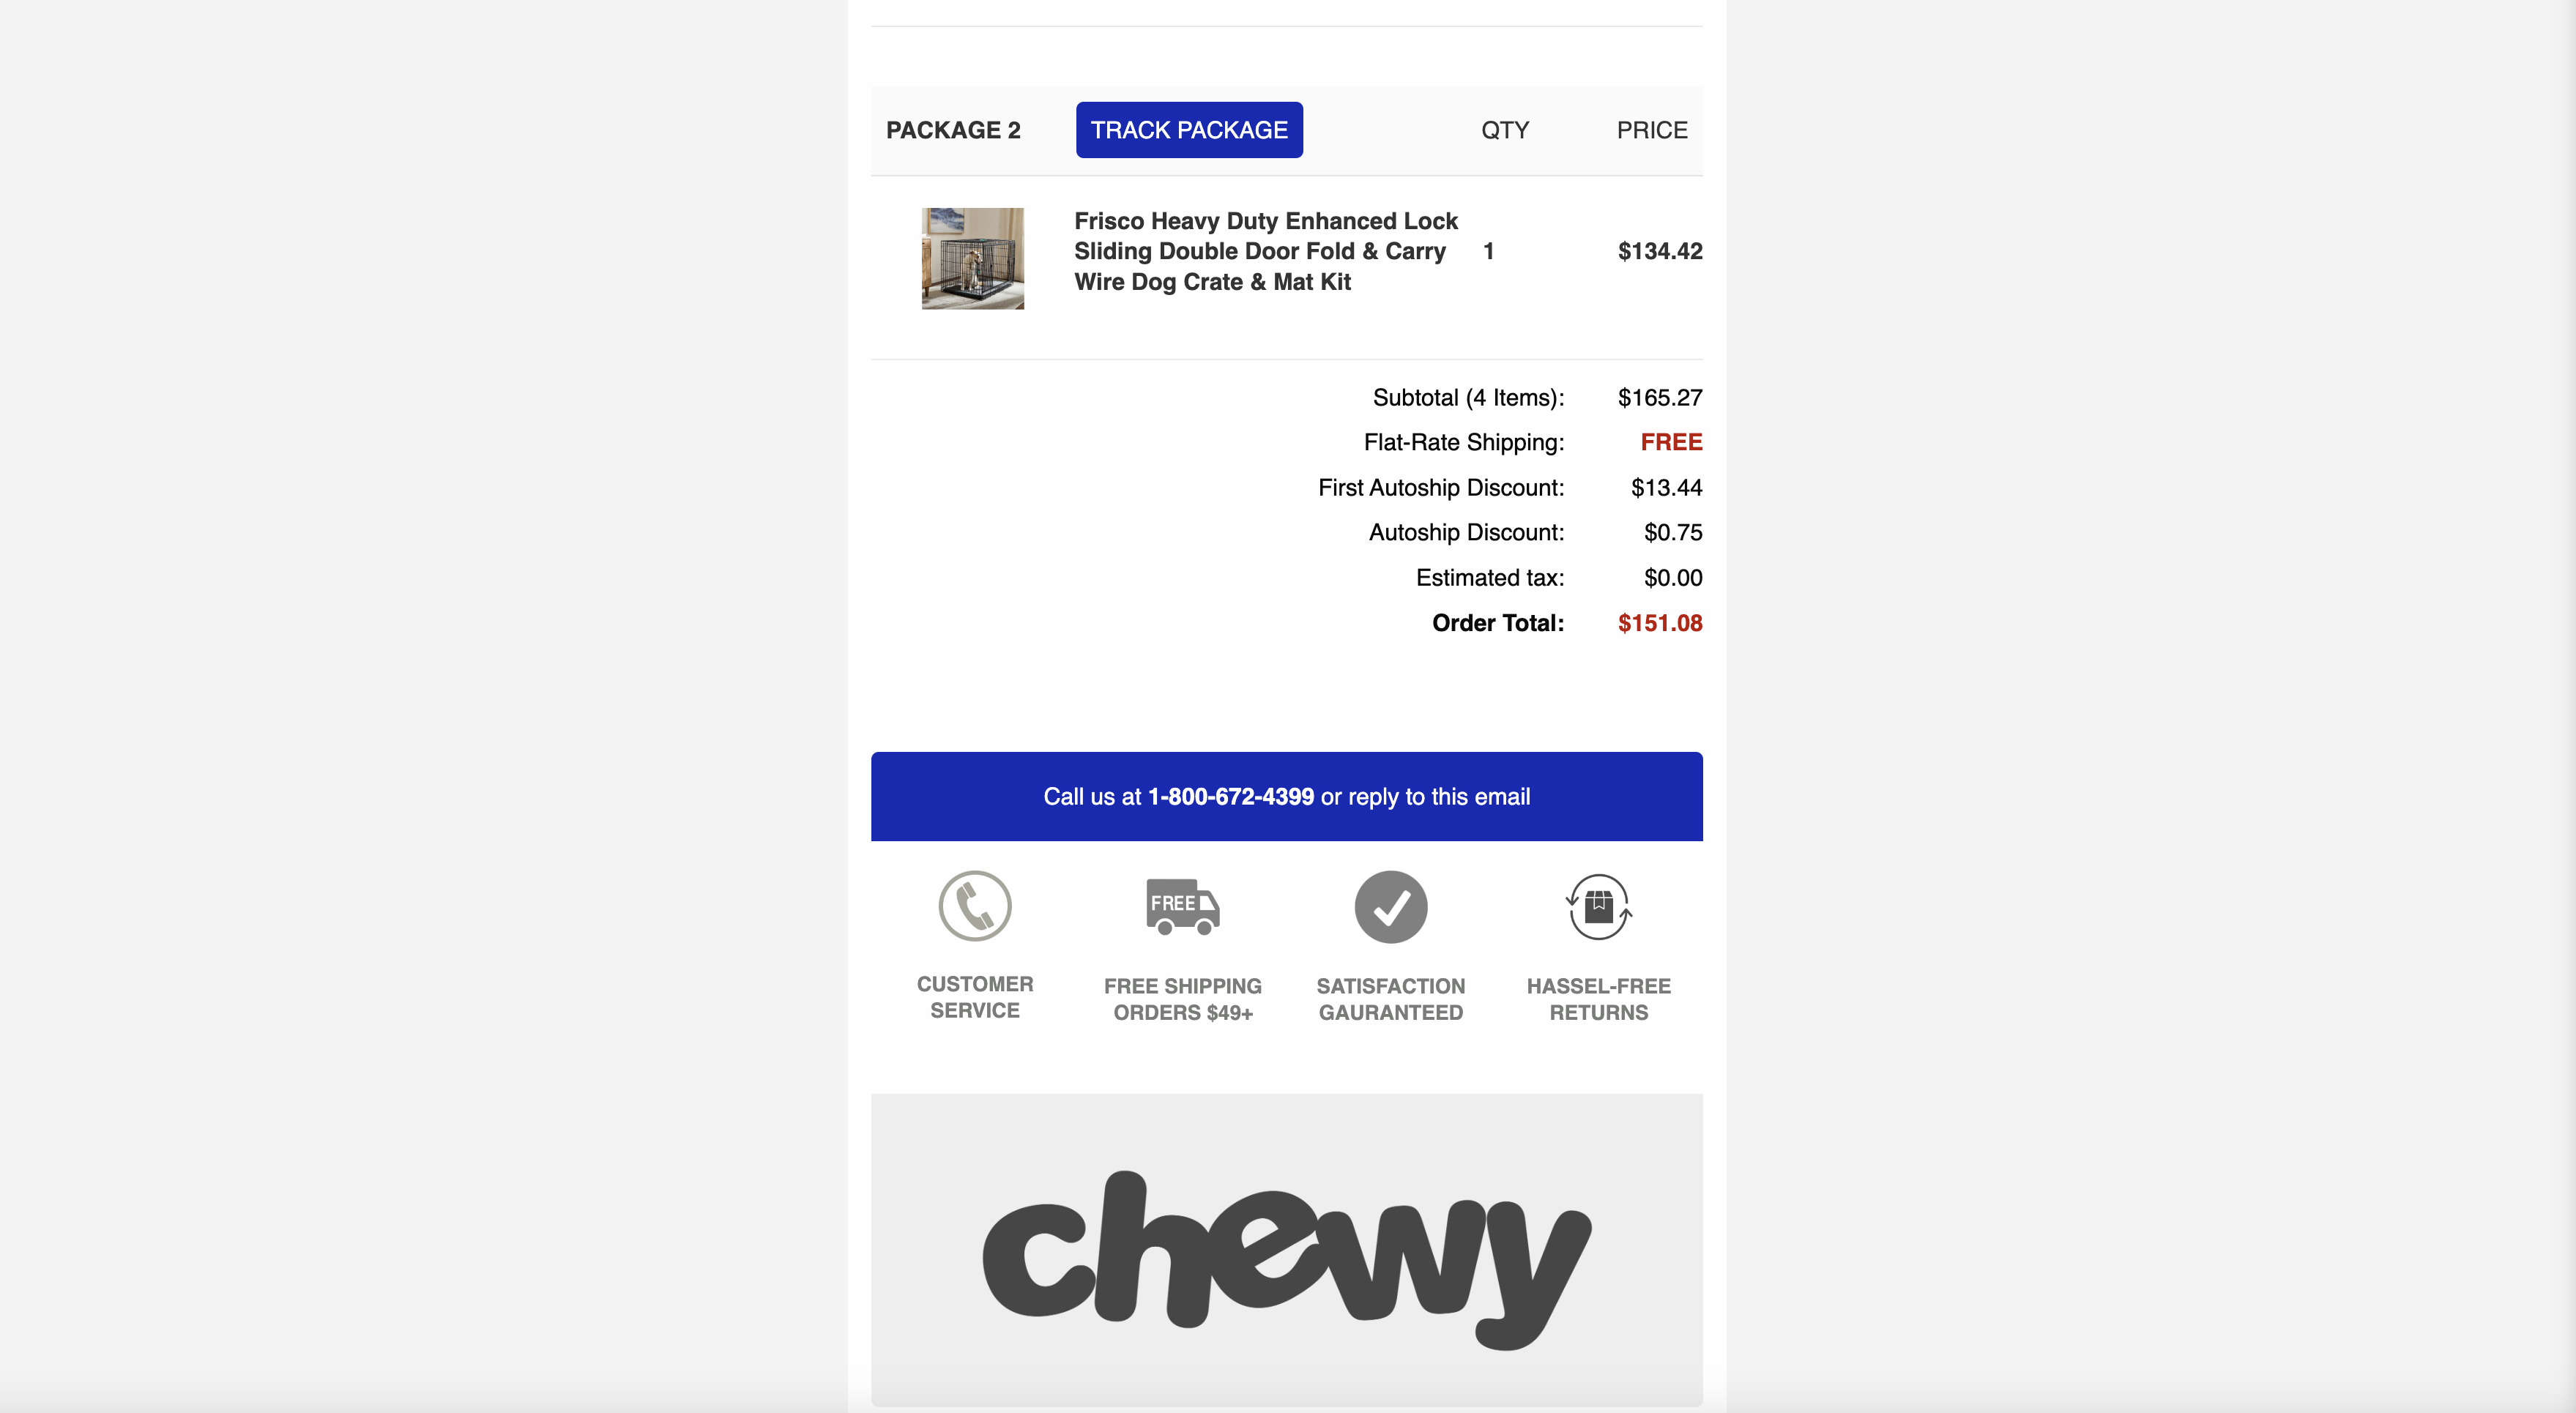 PACKAGE 2 TRACK PACKAGE QTY PRICE
Frisco Heavy Duty Enhanced Lock
Sliding Double Door Fold & Carry 1 $134.42
Wire Dog Crate & Mat Kit
Subtotal (4 Items): $165.27
Flat-Rate Shipping: FREE
First Autoship Discount: $13.44
Autoship Discount: $0.75
Estimated tax: $0.00
Order Total: $151.08
Call us at 1-800-672-4399 or reply to this email
FREE
CUSTOMER
SERVICE
FREE SHIPPING
ORDERS $49+
SATISFACTION
GAURANTEED
HASSEL-FREE
RETURNS
chewy